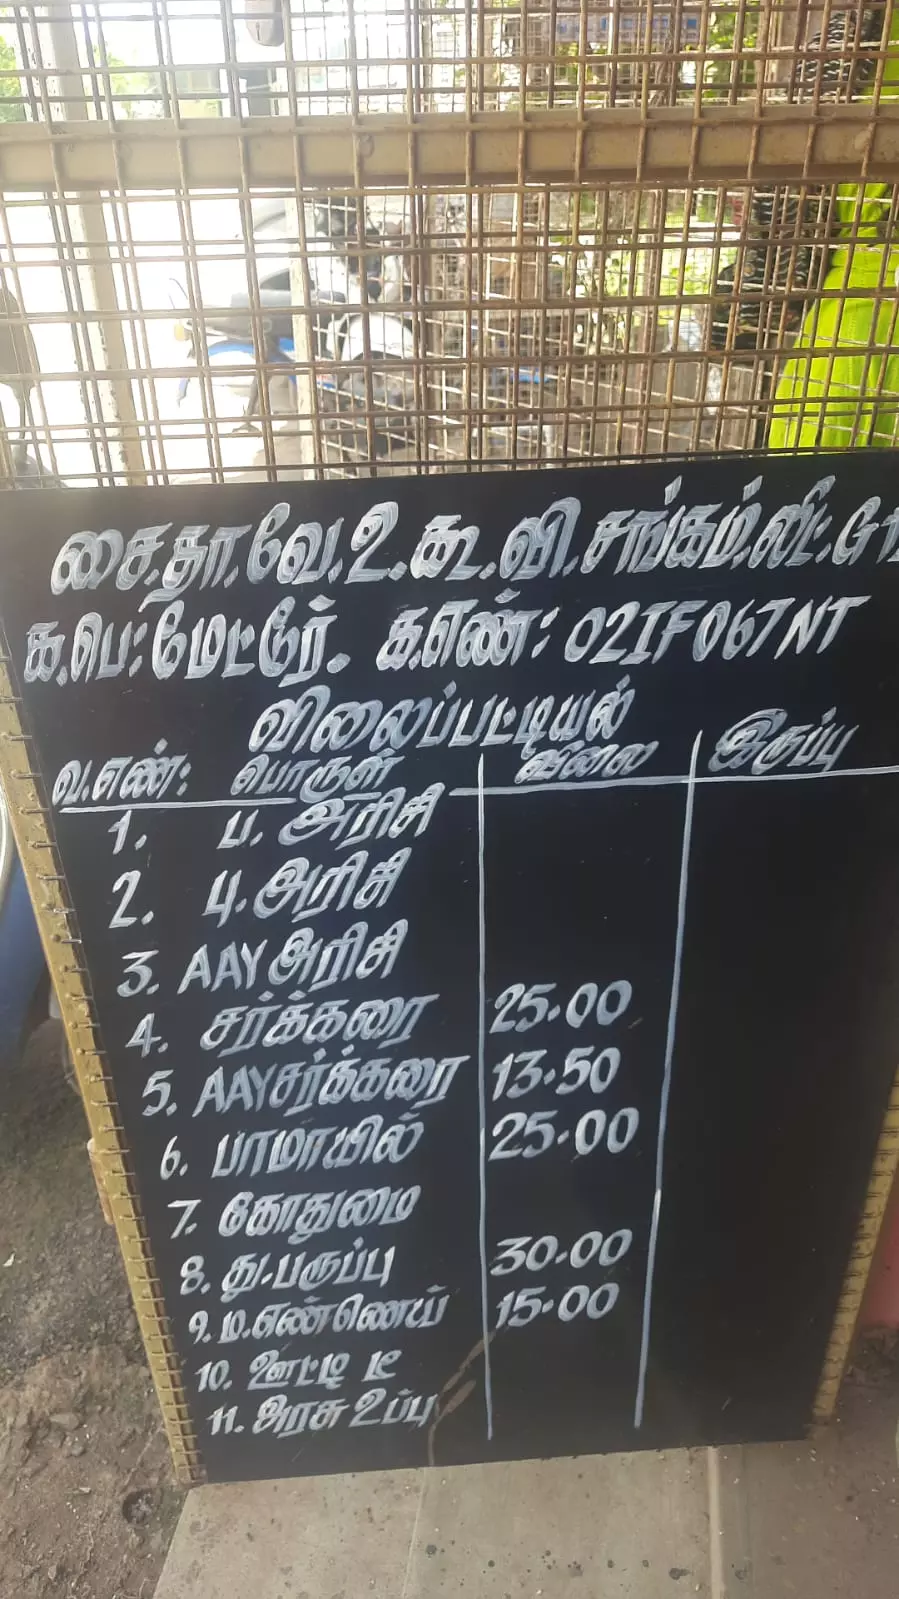 சை.தா.வே.உ.கூ.வி.சங்கம்.லிட்.G1
க.பெ: மேட்டூர். க.எண்: 02IF067NT
விலைப்பட்டியல்
வ.எண்: பொருள் விலை இருப்பு
1. ப. அரிசி
2. பு. அரிசி
3. AAY அரிசி
4. சர்க்கரை 25.00
5. AAY சர்க்கரை 13.50
6. பாமாயில் 25.00
7. கோதுமை
8. து.பருப்பு 30.00
9. ம.எண்ணெய் 15.00
10. ஊட்டி டீ
11. அரசு உப்பு